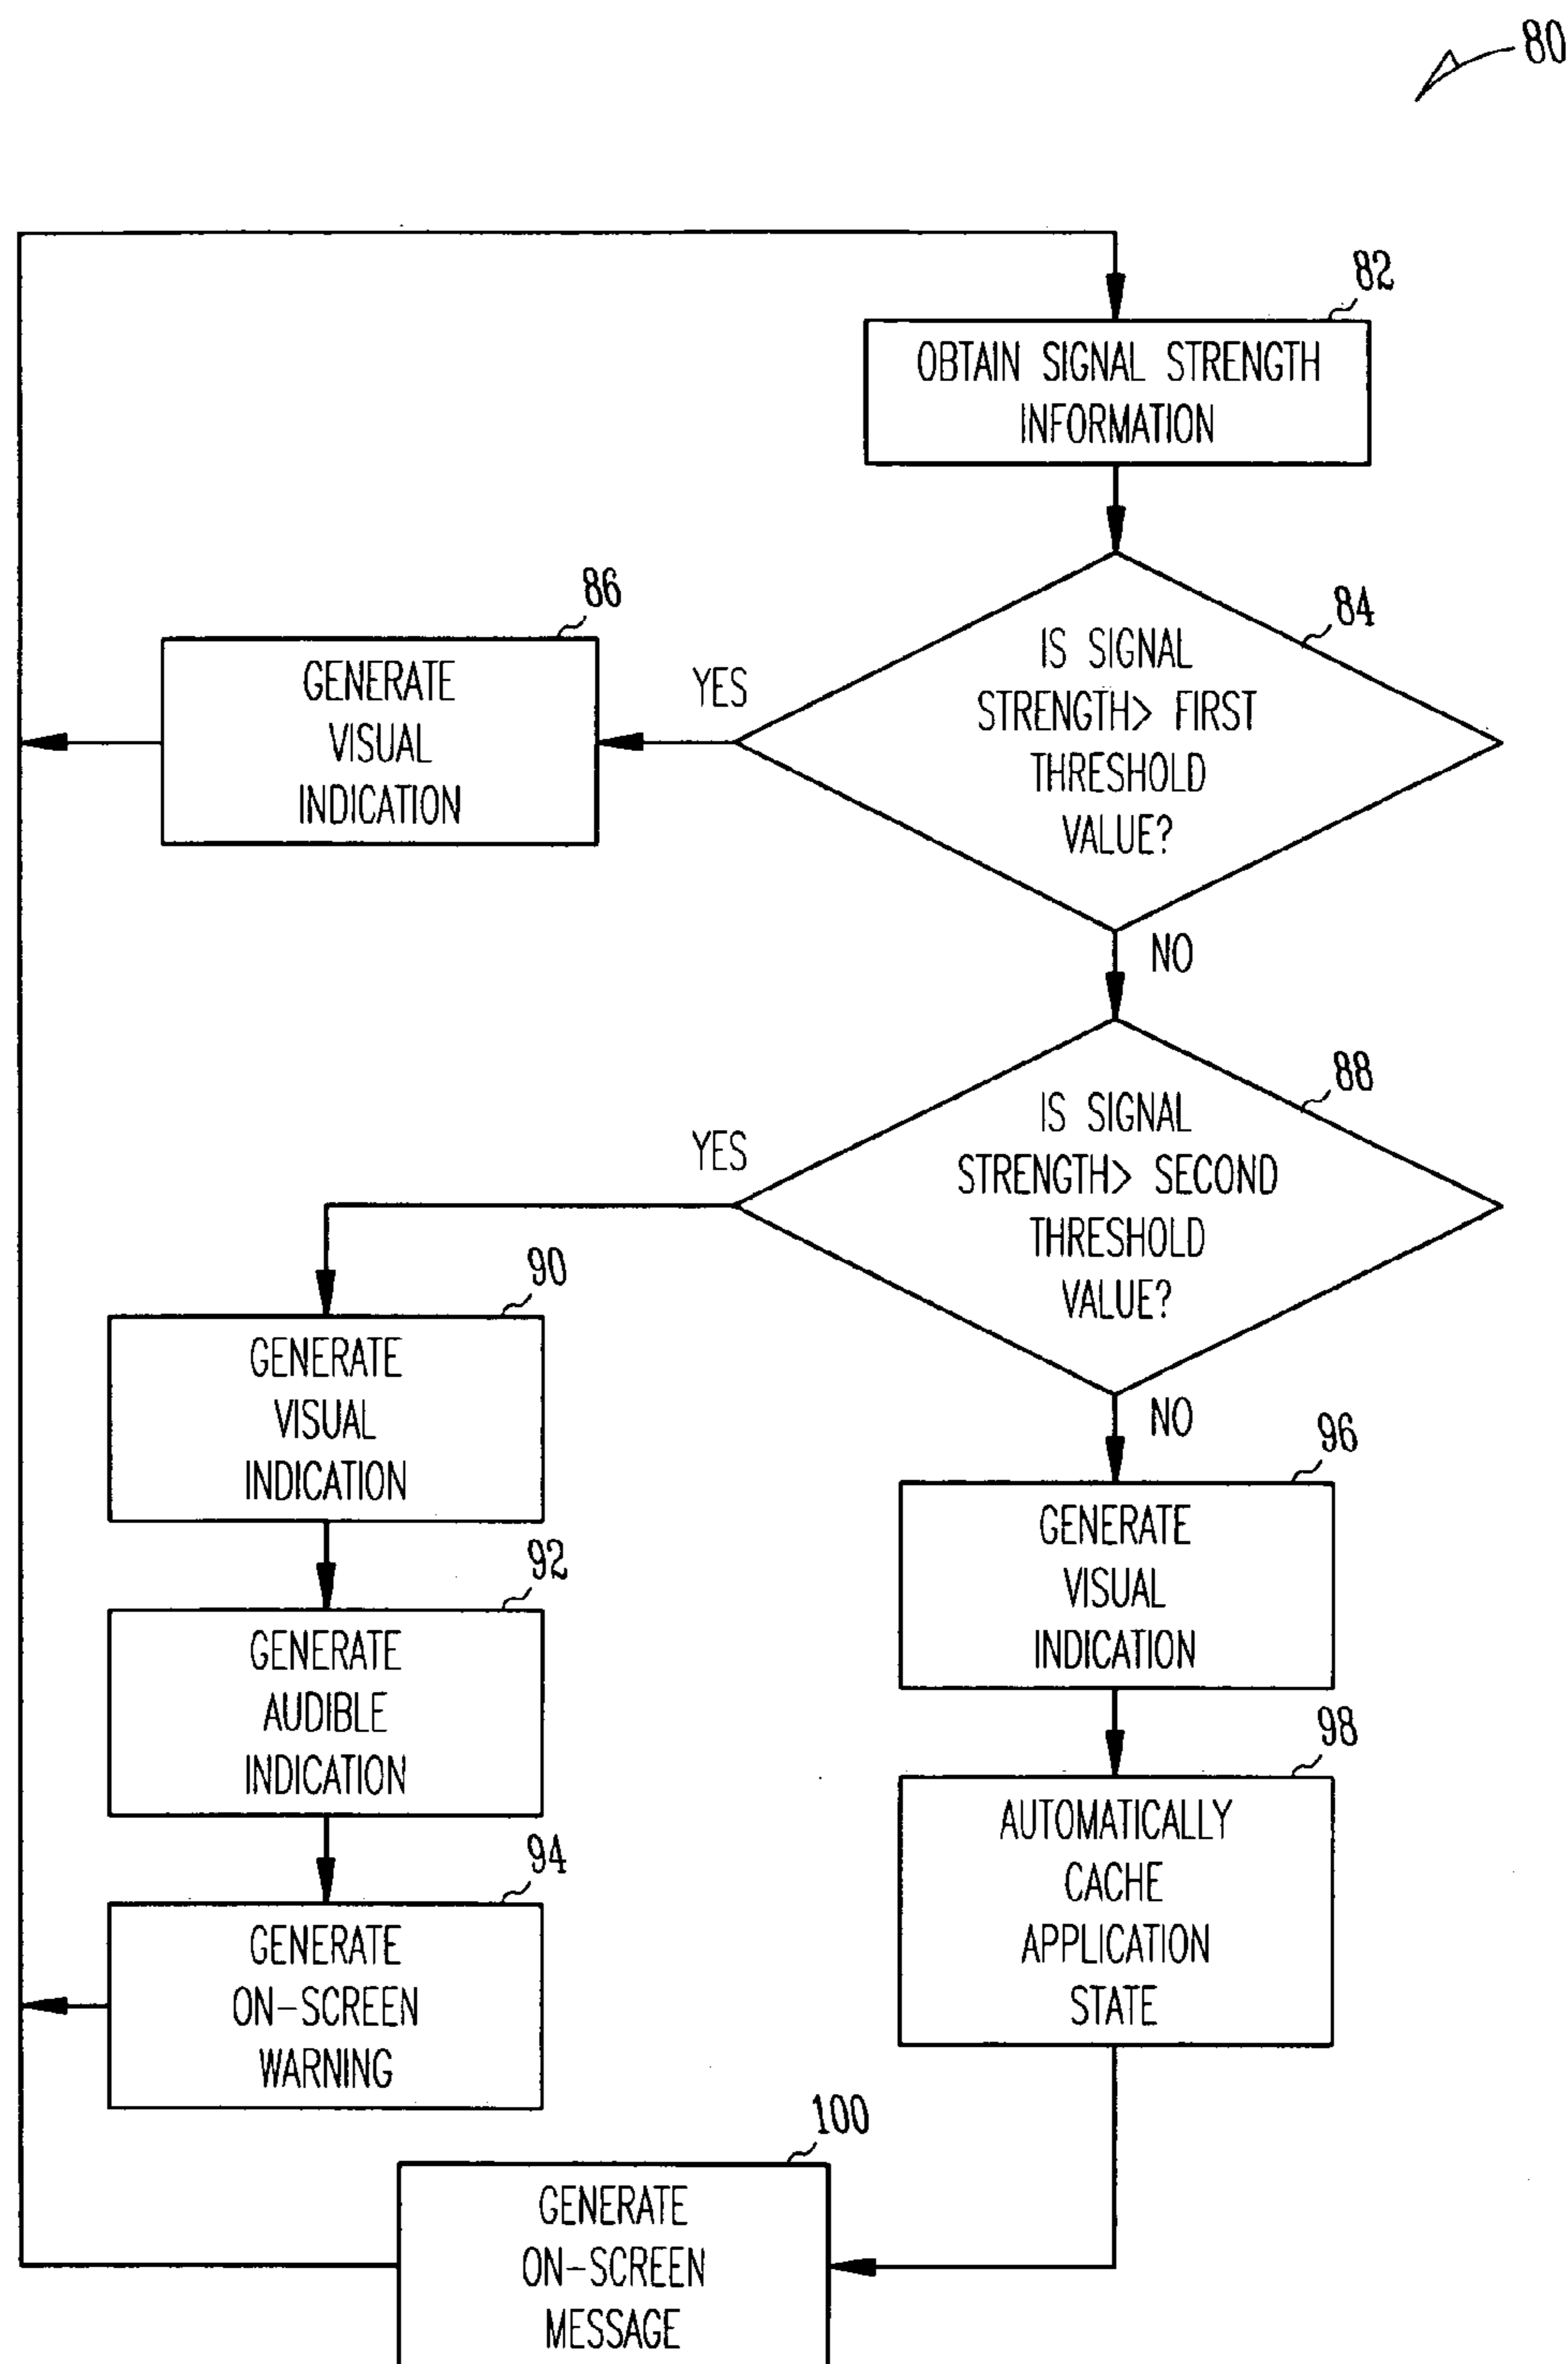 80
82
OBTAIN SIGNAL STRENGTH
INFORMATION
84
IS SIGNAL
STRENGTH> FIRST
THRESHOLD
VALUE?
YES
86
GENERATE
VISUAL
INDICATION
NO
88
IS SIGNAL
STRENGTH> SECOND
THRESHOLD
VALUE?
YES
90
GENERATE
VISUAL
INDICATION
92
GENERATE
AUDIBLE
INDICATION
94
GENERATE
ON-SCREEN
WARNING
NO
96
GENERATE
VISUAL
INDICATION
98
AUTOMATICALLY
CACHE
APPLICATION
STATE
100
GENERATE
ON-SCREEN
MESSAGE